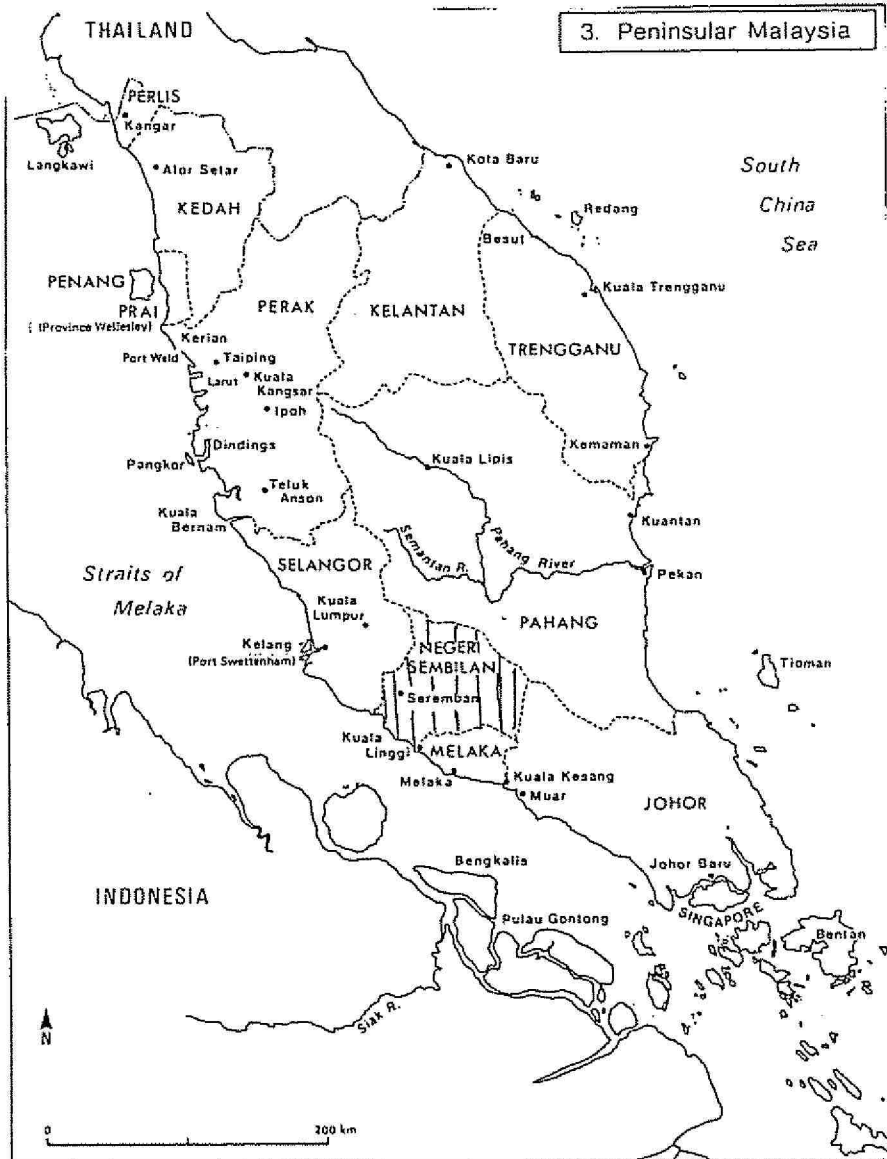 3. Peninsular Malaysia
THAILAND
PERLIS
Kangar
Langkawi
Alor Setar
KEDAH
Kota Baru
South
China
Sea
Redang
Besut
PENANG
PRAI
(Province Wellesley)
PERAK
KELANTAN
Kuala Trengganu
TRENGGANU
Kerian
Port Weld
Taiping
Larut
Kuala
Kangsar
Ipoh
Dindings
Pangkor
Kuala Lipis
Kemaman
Teluk
Anson
Kuala
Bernam
Kuantan
SELANGOR
Semantan R.
Pahang River
Pekan
Straits of
Melaka
Kuala
Lumpur
PAHANG
Kelang
(Port Swettenham)
NEGERI
SEMBILAN
Tioman
Seremban
Kuala
Linggi
MELAKA
Melaka
Kuala Kesang
Muar
JOHOR
Bengkalis
Johor Baru
INDONESIA
SINGAPORE
Pulau Gontong
Bentan
Siak R.
N
0
200 km